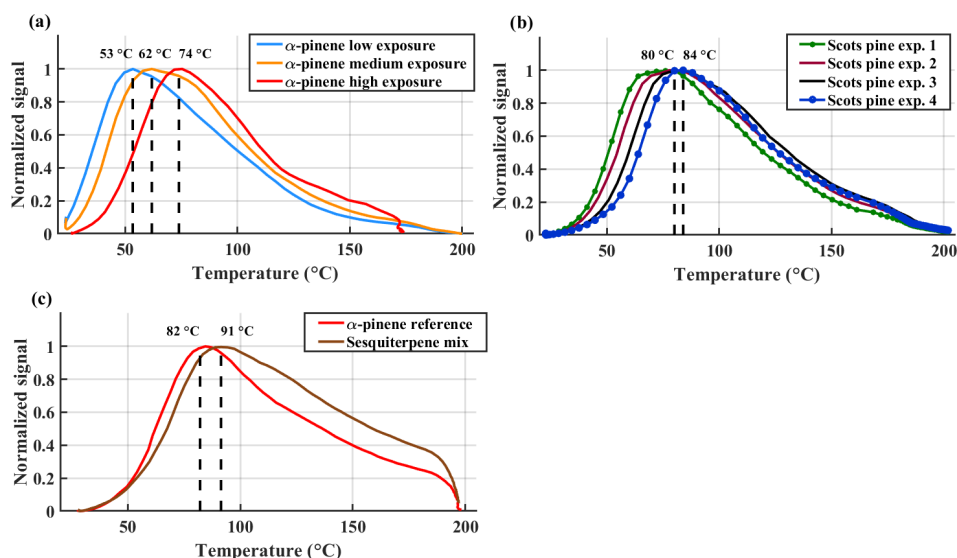 (a)
53 °C 62 °C 74 °C
α-pinene low exposure
α-pinene medium exposure
α-pinene high exposure
Normalized signal
1
0.8
0.6
0.4
0.2
0
50 100 150 200
Temperature (°C)
(b)
80 °C 84 °C
Scots pine exp. 1
Scots pine exp. 2
Scots pine exp. 3
Scots pine exp. 4
Normalized signal
1
0.8
0.6
0.4
0.2
0
50 100 150 200
Temperature (°C)
(c)
82 °C 91 °C
α-pinene reference
Sesquiterpene mix
Normalized signal
1
0.8
0.6
0.4
0.2
0
50 100 150 200
Temperature (°C)